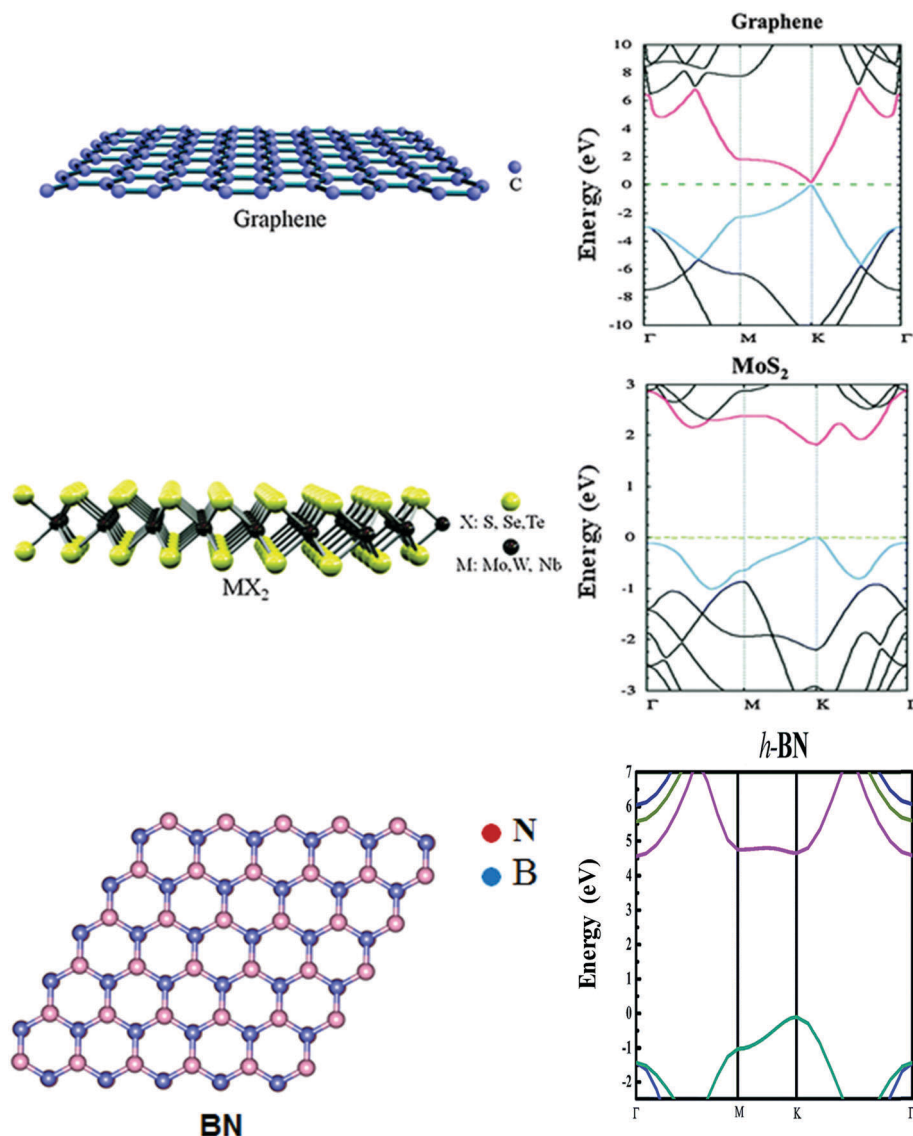 Graphene
10
8
6
4
2
0
-2
-4
-6
-8
-10
Energy (eV)
Γ
M
K
Γ
C
Graphene
MoS₂
3
2
1
0
-1
-2
-3
Energy (eV)
Γ
M
K
Γ
X: S, Se,Te
M: Mo,W, Nb
MX₂
h-BN
7
6
5
4
3
2
1
0
-1
-2
Energy (eV)
Γ
M
K
Γ
N
B
BN